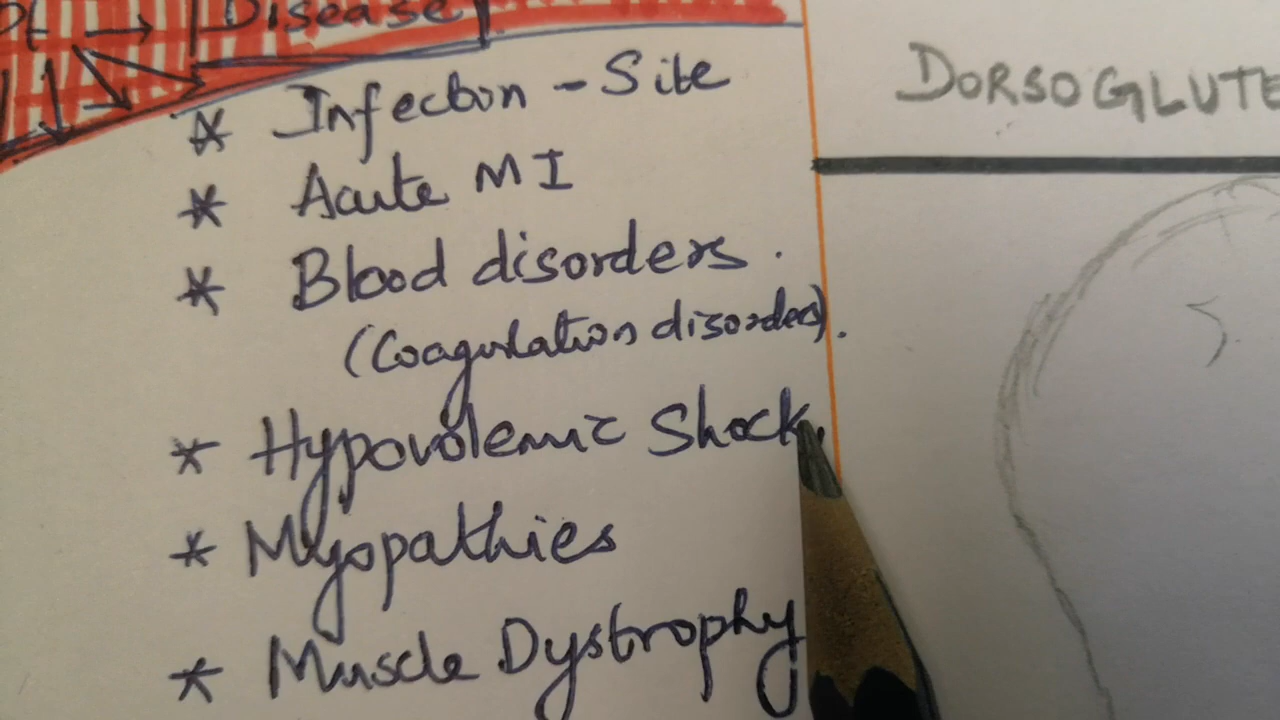 Disease
* Infection - Site
* Acute MI
* Blood disorders.
(Coagulation disorders).
* Hypovolemic Shock.
* Myopathies
* Muscle Dystrophy
DORSOGLUTE